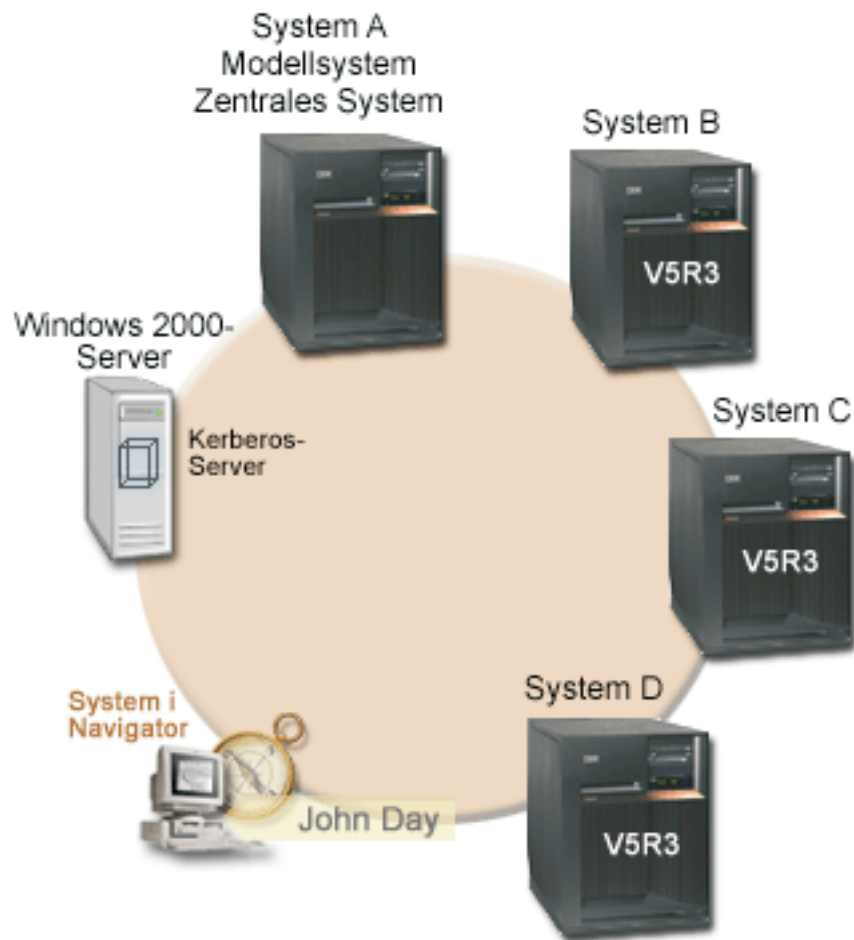 System A
Modellsystem
Zentrales System
System B
V5R3
Windows 2000-
Server
Kerberos-
Server
System C
V5R3
System i
Navigator
John Day
System D
V5R3